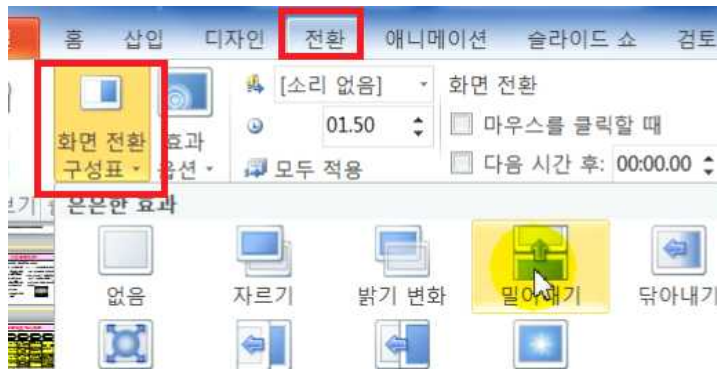 홈 삽입 디자인 전환 애니메이션 슬라이드 쇼 검토
[소리 없음] 화면 전환
01.50 마우스를 클릭할 때
화면 전환 효과
구성표 옵션 모두 적용 다음 시간 후: 00:00.00
은은한 효과
없음 자르기 밝기 변화 밀어내기 닦아내기